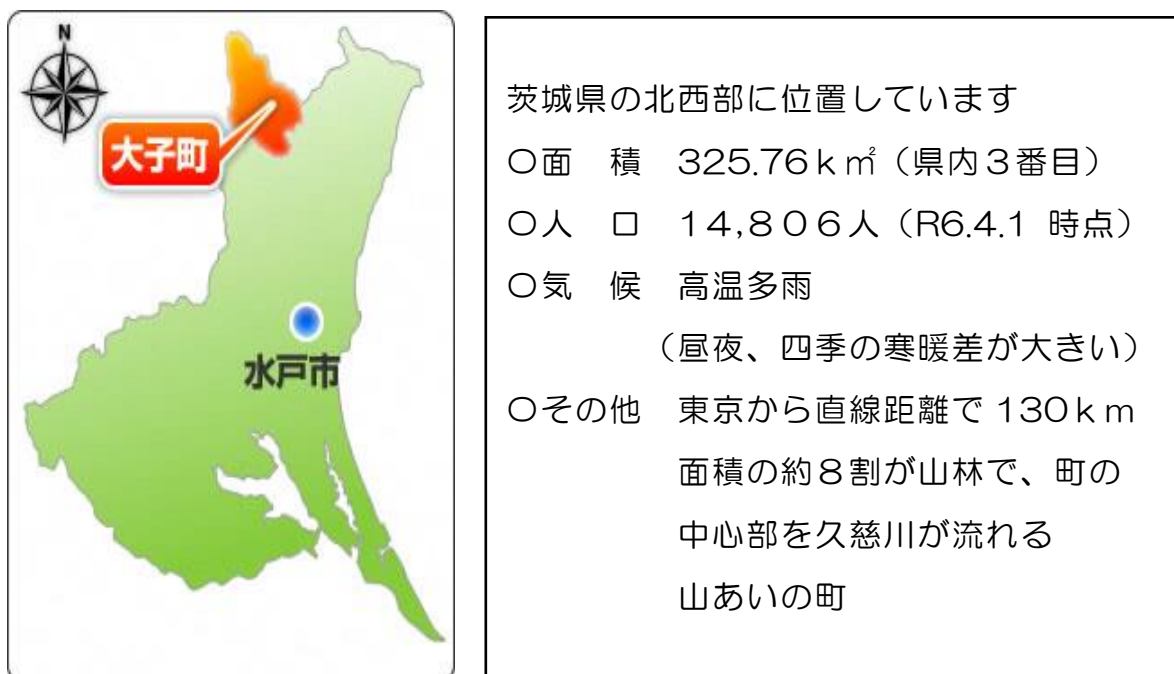 N
大子町
水戸市
茨城県の北西部に位置しています
〇面　積　325.76ｋ㎡（県内３番目）
〇人　口　１４,８０６人（R6.4.1 時点）
〇気　候　高温多雨
（昼夜、四季の寒暖差が大きい）
〇その他　東京から直線距離で 130ｋｍ
面積の約８割が山林で、町の
中心部を久慈川が流れる
山あいの町